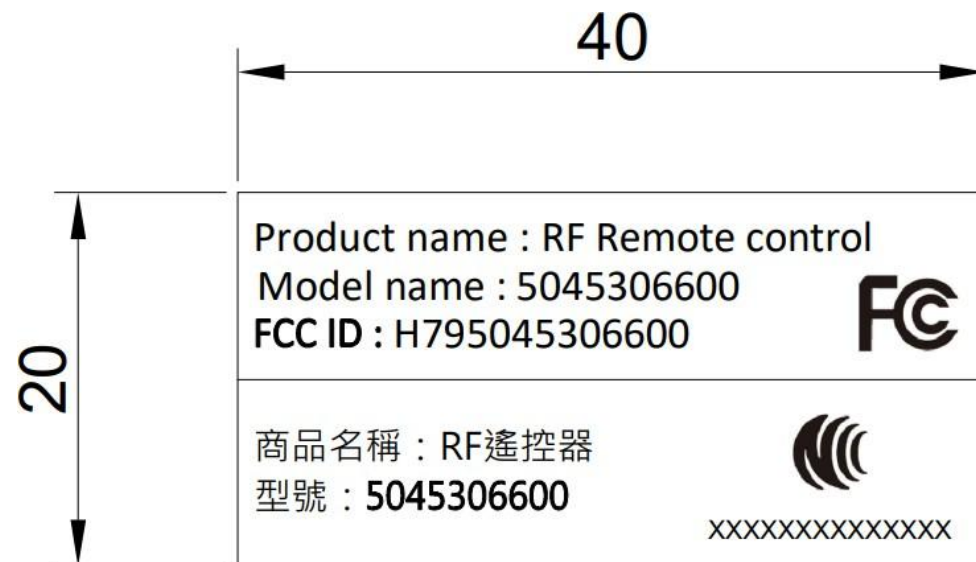 40
20
Product name : RF Remote control
Model name : 5045306600
FCC ID : H795045306600
FC
商品名稱：RF遙控器
型號：5045306600
XXXXXXXXXXXXXX